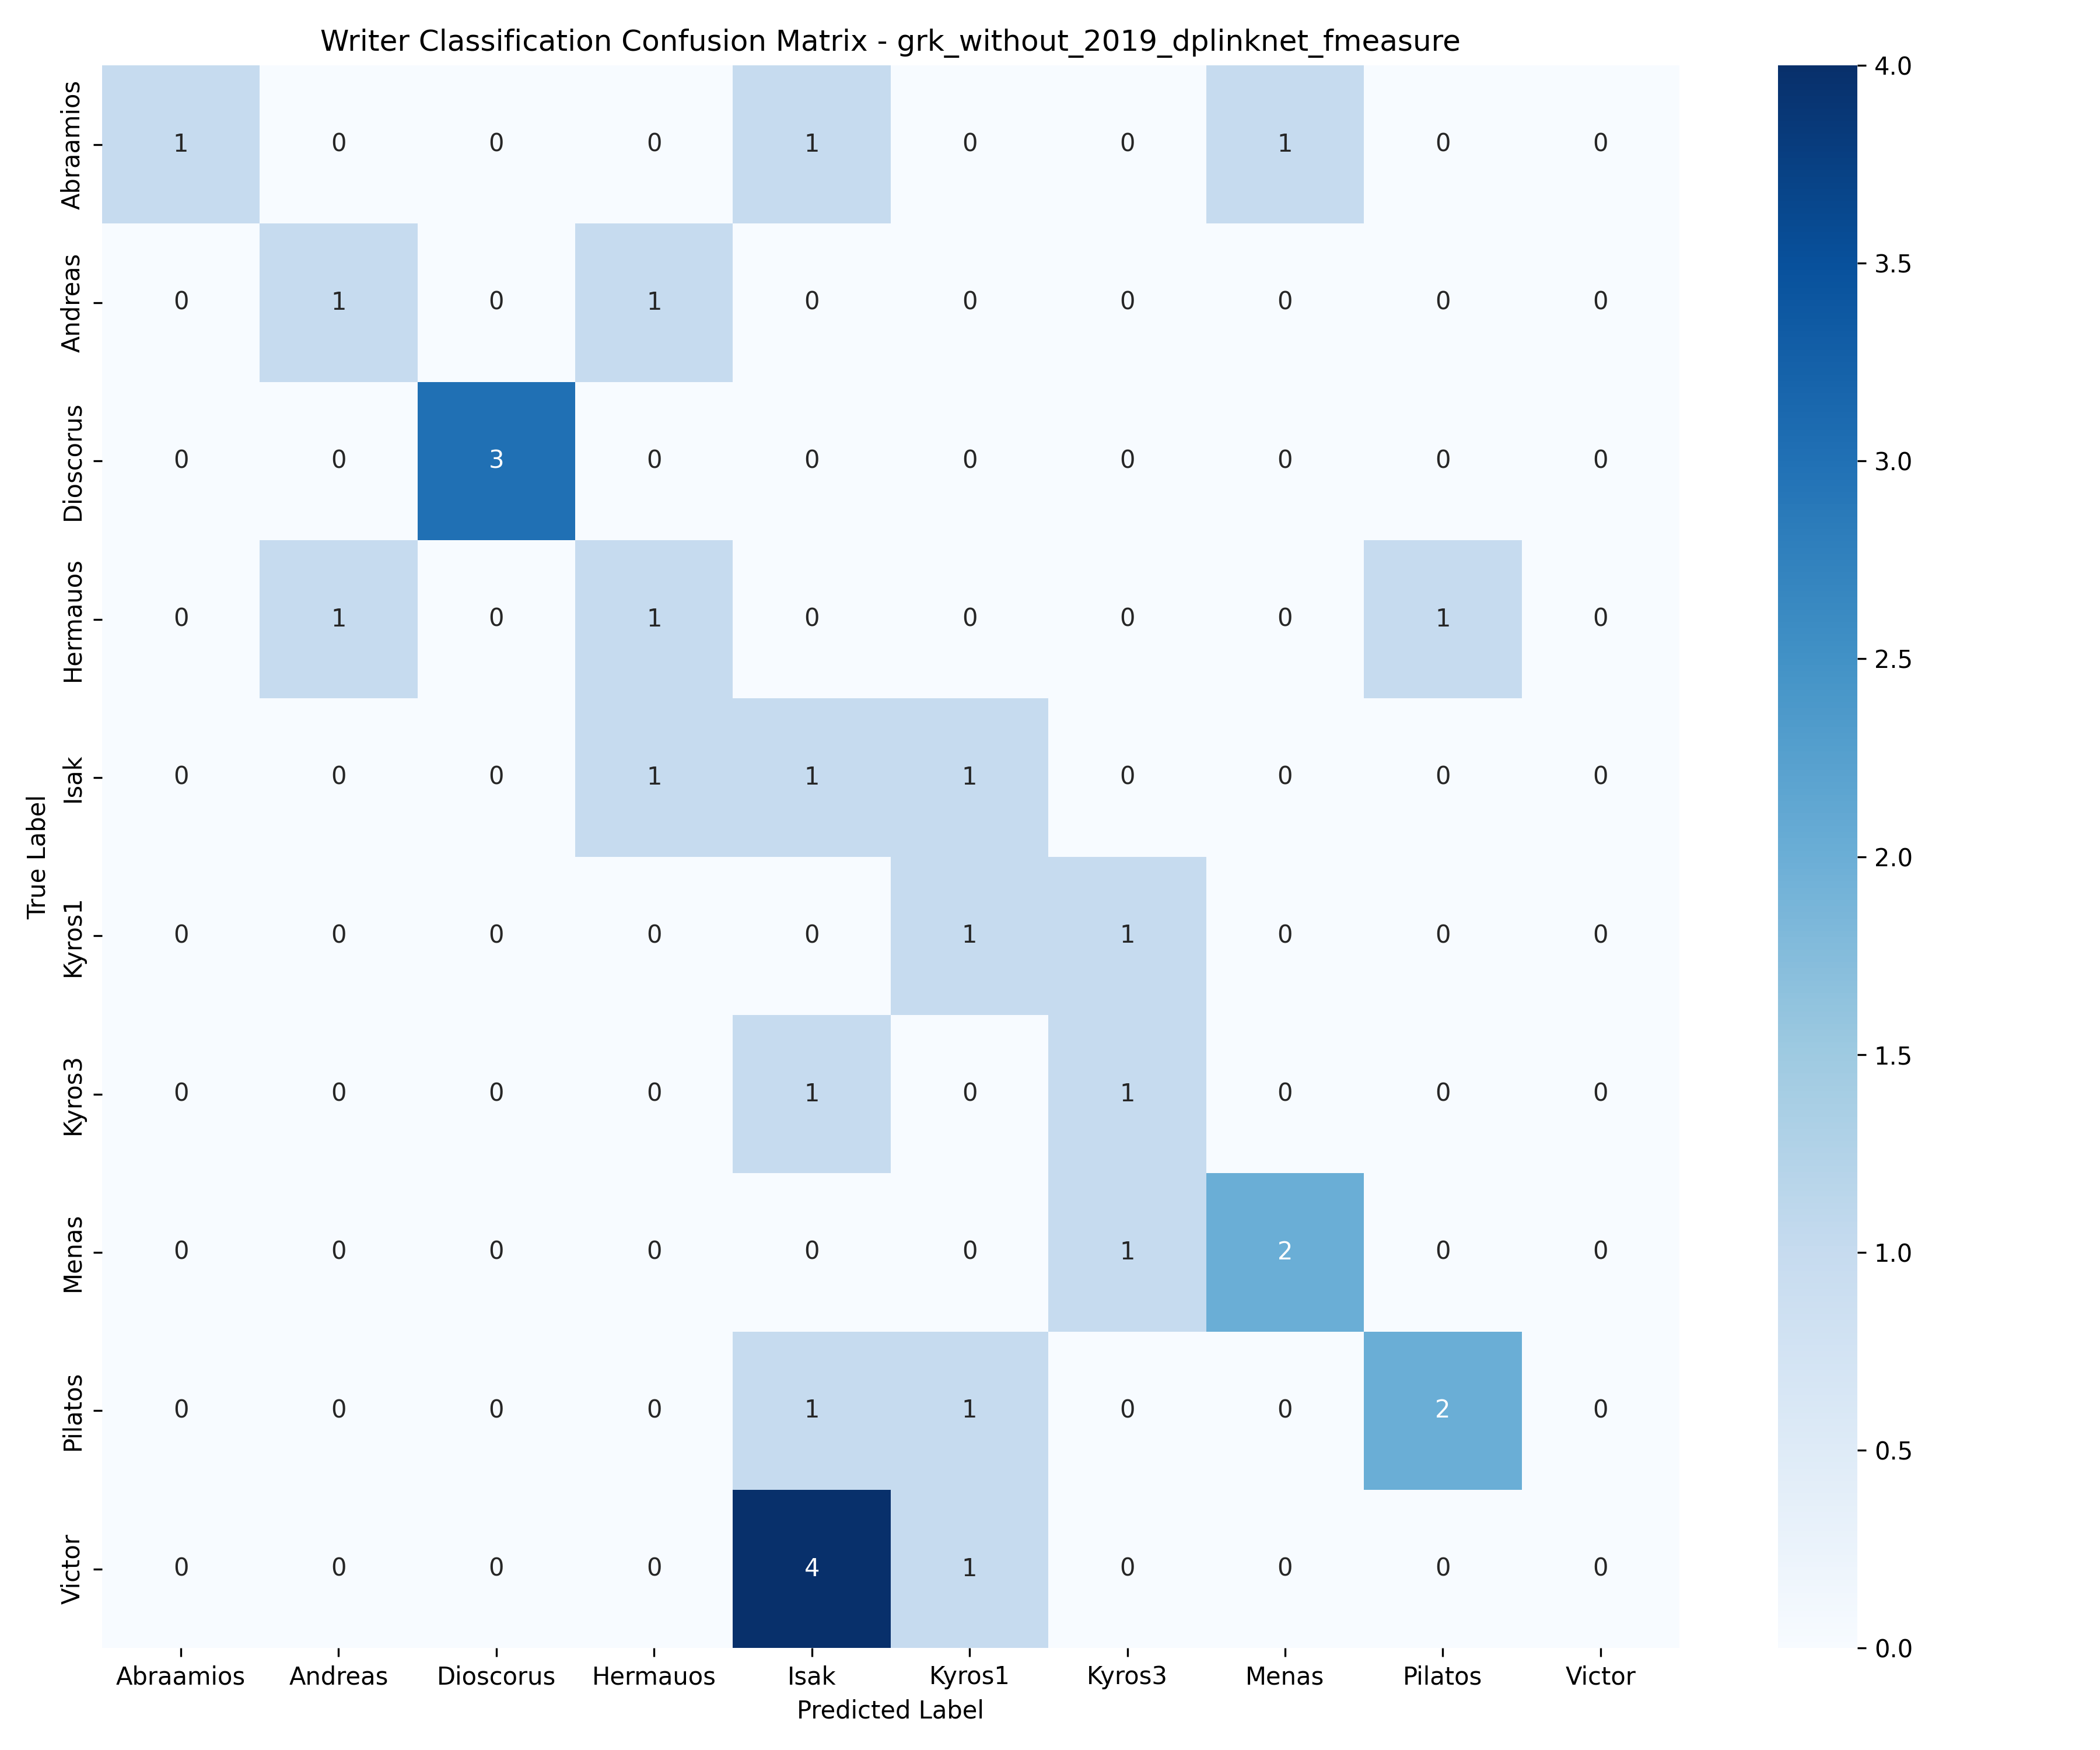 Writer Classification Confusion Matrix - grk_without_2019_dplinknet_fmeasure
True Label
Abraamios 1 0 0 0 1 0 0 1 0 0
Andreas 0 1 0 1 0 0 0 0 0 0
Dioscorus 0 0 3 0 0 0 0 0 0 0
Hermauos 0 1 0 1 0 0 0 0 1 0
Isak 0 0 0 1 1 1 0 0 0 0
Kyros1 0 0 0 0 0 1 1 0 0 0
Kyros3 0 0 0 0 1 0 1 0 0 0
Menas 0 0 0 0 0 0 1 2 0 0
Pilatos 0 0 0 0 1 1 0 0 2 0
Victor 0 0 0 0 4 1 0 0 0 0
Abraamios Andreas Dioscorus Hermauos Isak Kyros1 Kyros3 Menas Pilatos Victor
Predicted Label
4.0
3.5
3.0
2.5
2.0
1.5
1.0
0.5
0.0